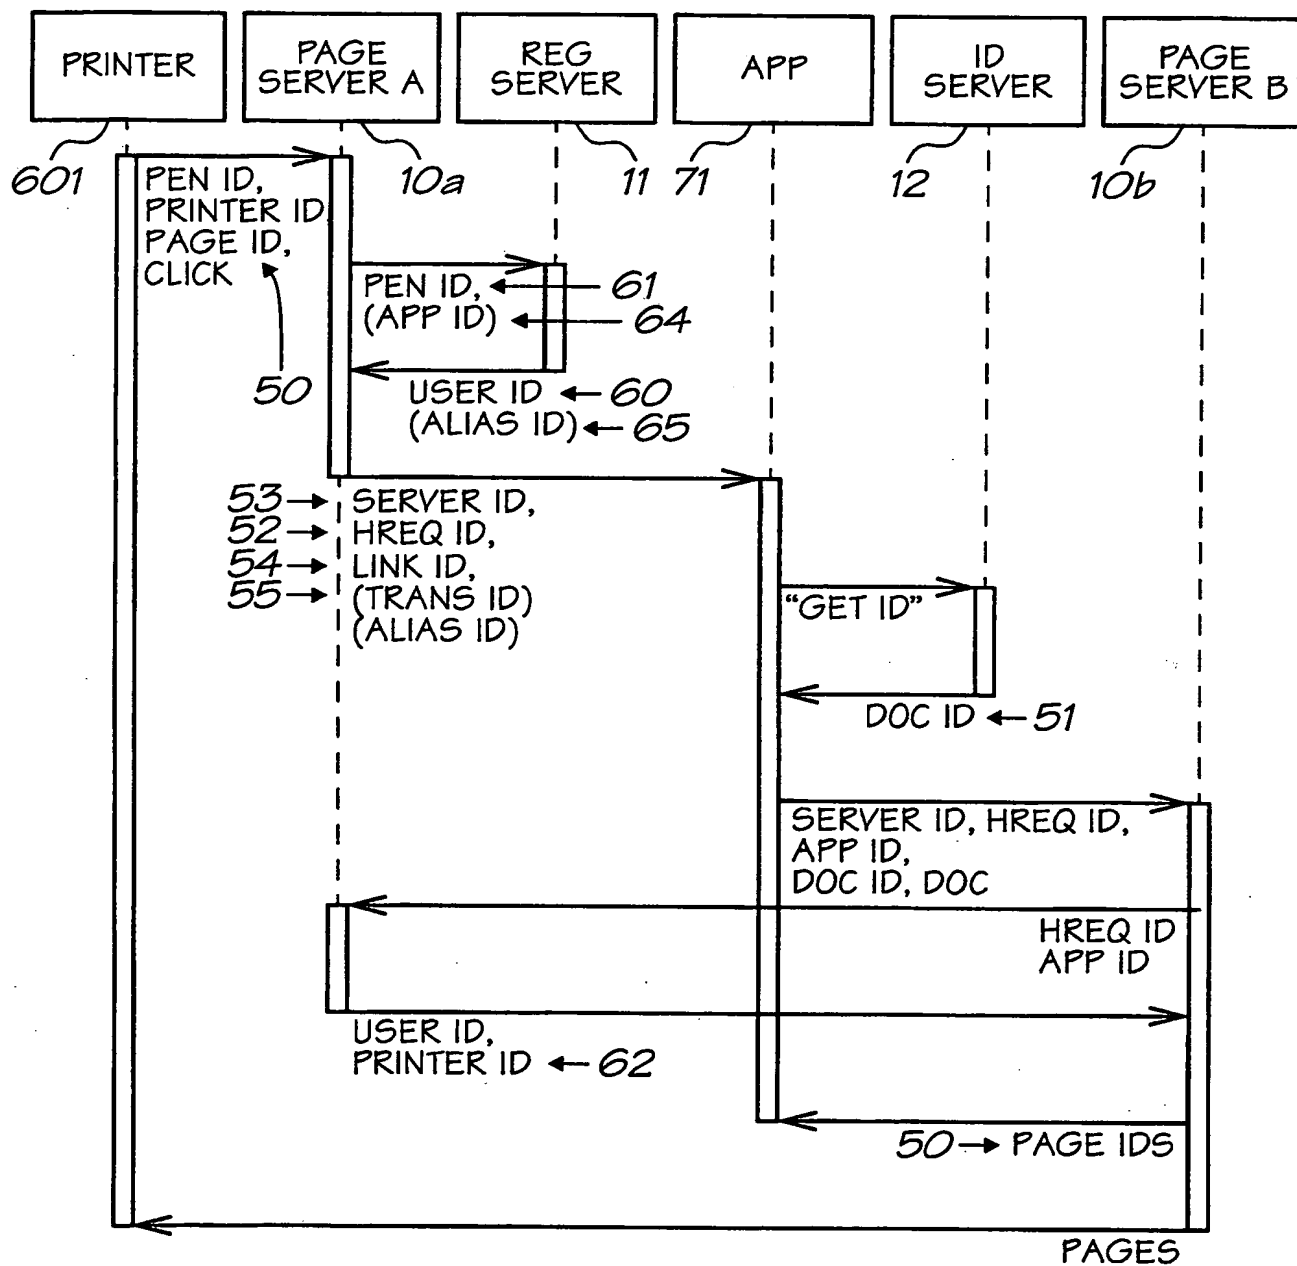 PRINTER
PAGE
SERVER A
REG
SERVER
APP
ID
SERVER
PAGE
SERVER B
601
10a
11
71
12
10b
PEN ID,
PRINTER ID
PAGE ID,
CLICK
50
PEN ID,
61
(APP ID)
64
USER ID
60
(ALIAS ID)
65
53
SERVER ID,
52
HREQ ID,
54
LINK ID,
55
(TRANS ID)
(ALIAS ID)
"GET ID"
DOC ID
51
SERVER ID, HREQ ID,
APP ID,
DOC ID, DOC
HREQ ID
APP ID
USER ID,
PRINTER ID
62
50
PAGE IDS
PAGES